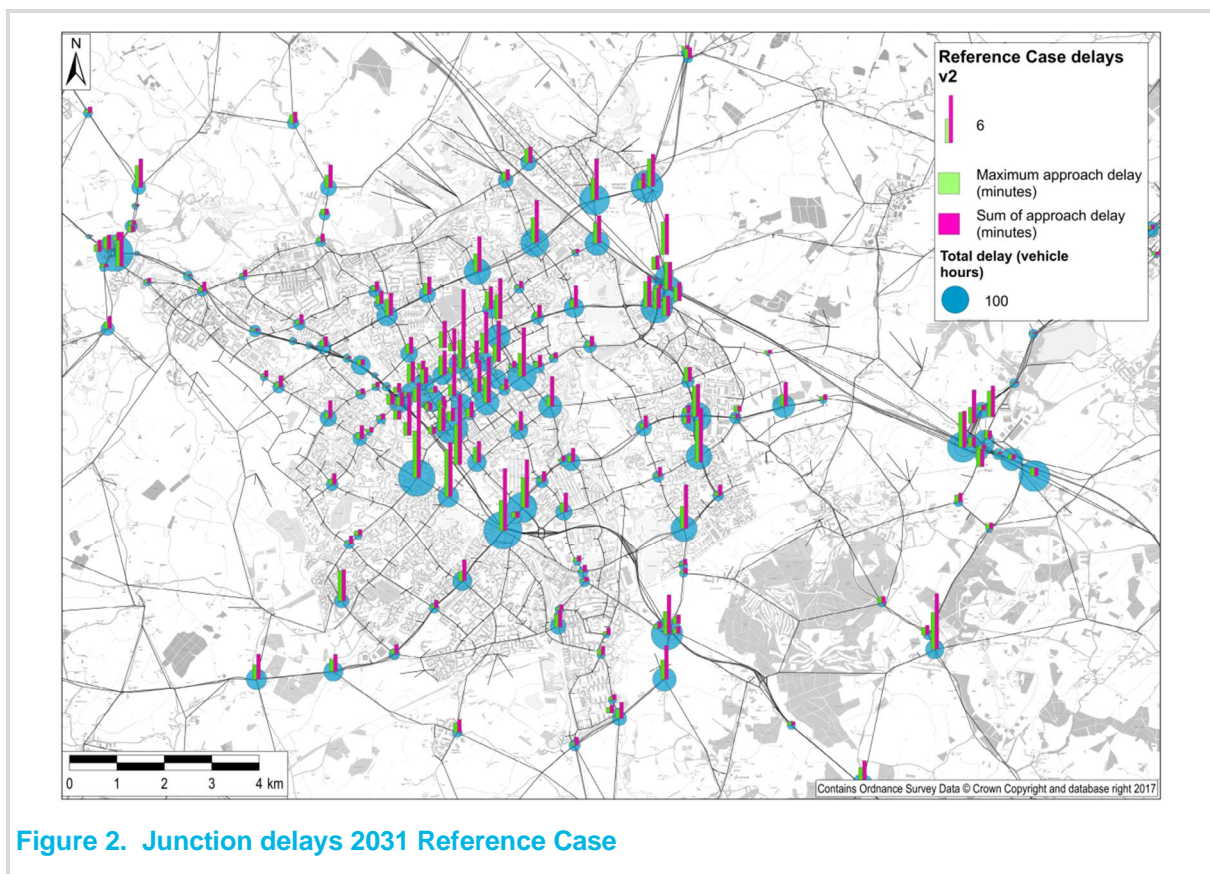 N
Reference Case delays
v2
6
Maximum approach delay
(minutes)
Sum of approach delay
(minutes)
Total delay (vehicle
hours)
100
0 1 2 3 4 km
Contains Ordnance Survey Data © Crown Copyright and database right 2017
Figure 2. Junction delays 2031 Reference Case